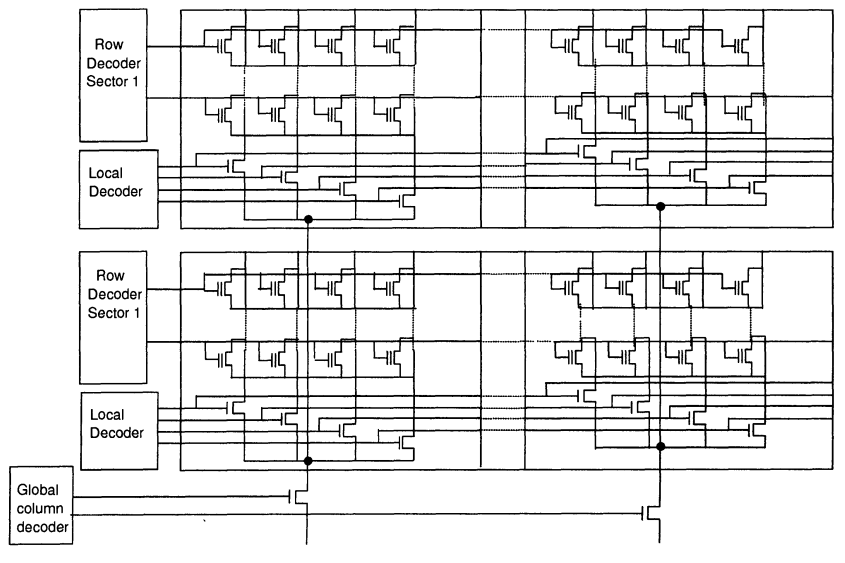 Row
Decoder
Sector 1
Local
Decoder
Row
Decoder
Sector 1
Local
Decoder
Global
column
decoder